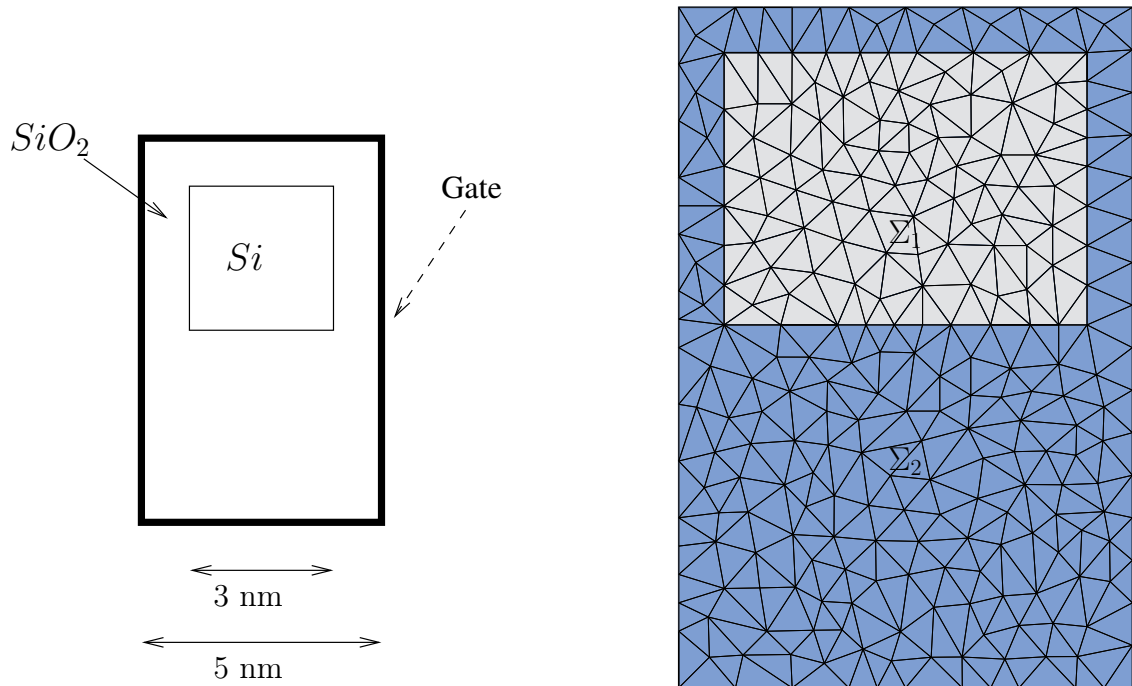 SiO₂
Si
Gate
3 nm
5 nm
Σ₁
Σ₂